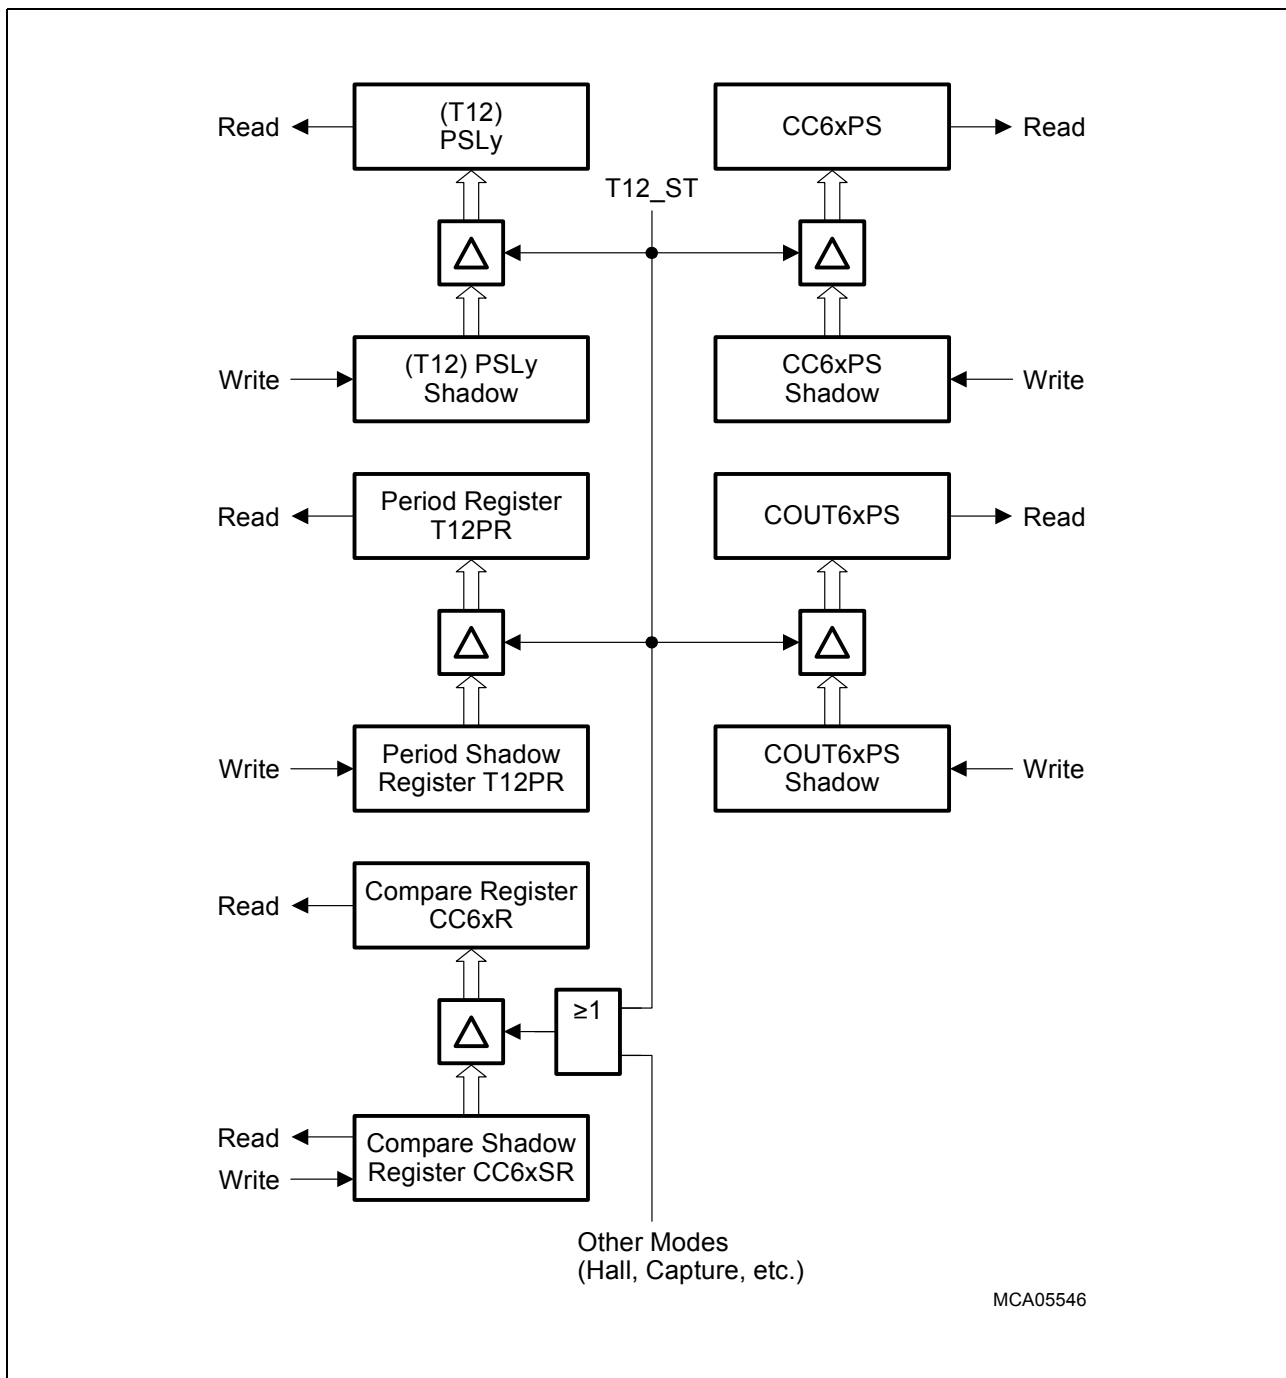 (T12)
PSLy
Read
CC6xPS
Read
T12_ST
Write
(T12) PSLy
Shadow
CC6xPS
Shadow
Write
Read
Period Register
T12PR
COUT6xPS
Read
Write
Period Shadow
Register T12PR
COUT6xPS
Shadow
Write
Read
Compare Register
CC6xR
≥1
Read
Write
Compare Shadow
Register CC6xSR
Other Modes
(Hall, Capture, etc.)
MCA05546